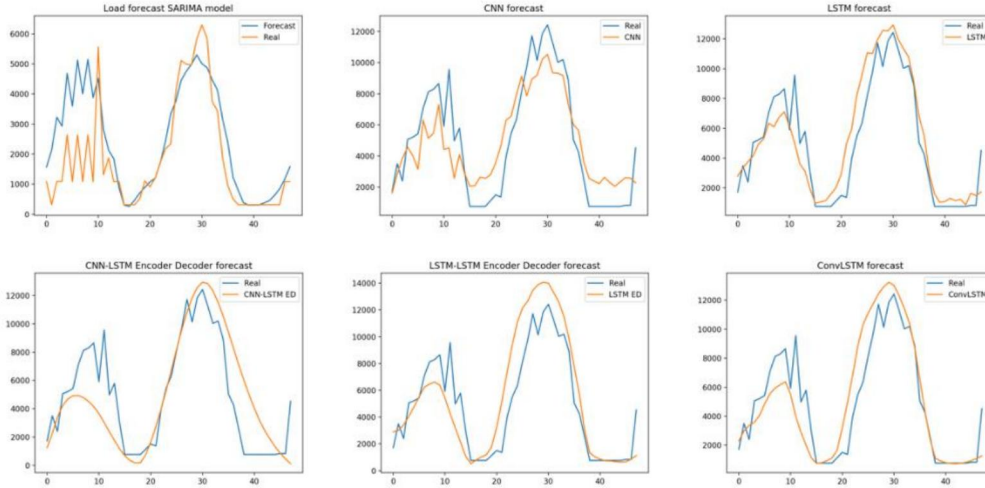 Load forecast SARIMA model
Forecast
Real
6000
5000
4000
3000
2000
1000
0
0 10 20 30 40
CNN forecast
Real
CNN
12000
10000
8000
6000
4000
2000
0 10 20 30 40
LSTM forecast
Real
LSTM
12000
10000
8000
6000
4000
2000
0 10 20 30 40
CNN-LSTM Encoder Decoder forecast
Real
CNN-LSTM ED
12000
10000
8000
6000
4000
2000
0
0 10 20 30 40
LSTM-LSTM Encoder Decoder forecast
Real
LSTM ED
14000
12000
10000
8000
6000
4000
2000
0
0 10 20 30 40
ConvLSTM forecast
Real
ConvLSTM
12000
10000
8000
6000
4000
2000
0 10 20 30 40